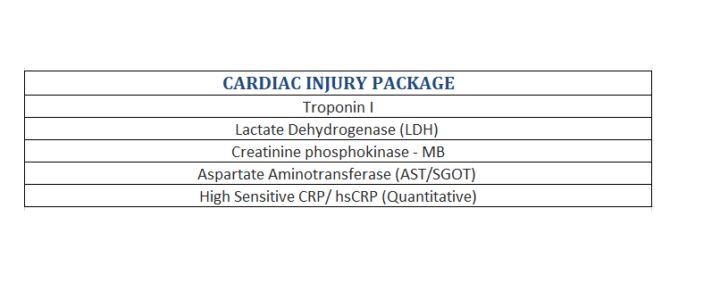 CARDIAC INJURY PACKAGE
Troponin I
Lactate Dehydrogenase (LDH)
Creatinine phosphokinase - MB
Aspartate Aminotransferase (AST/SGOT)
High Sensitive CRP/ hsCRP (Quantitative)